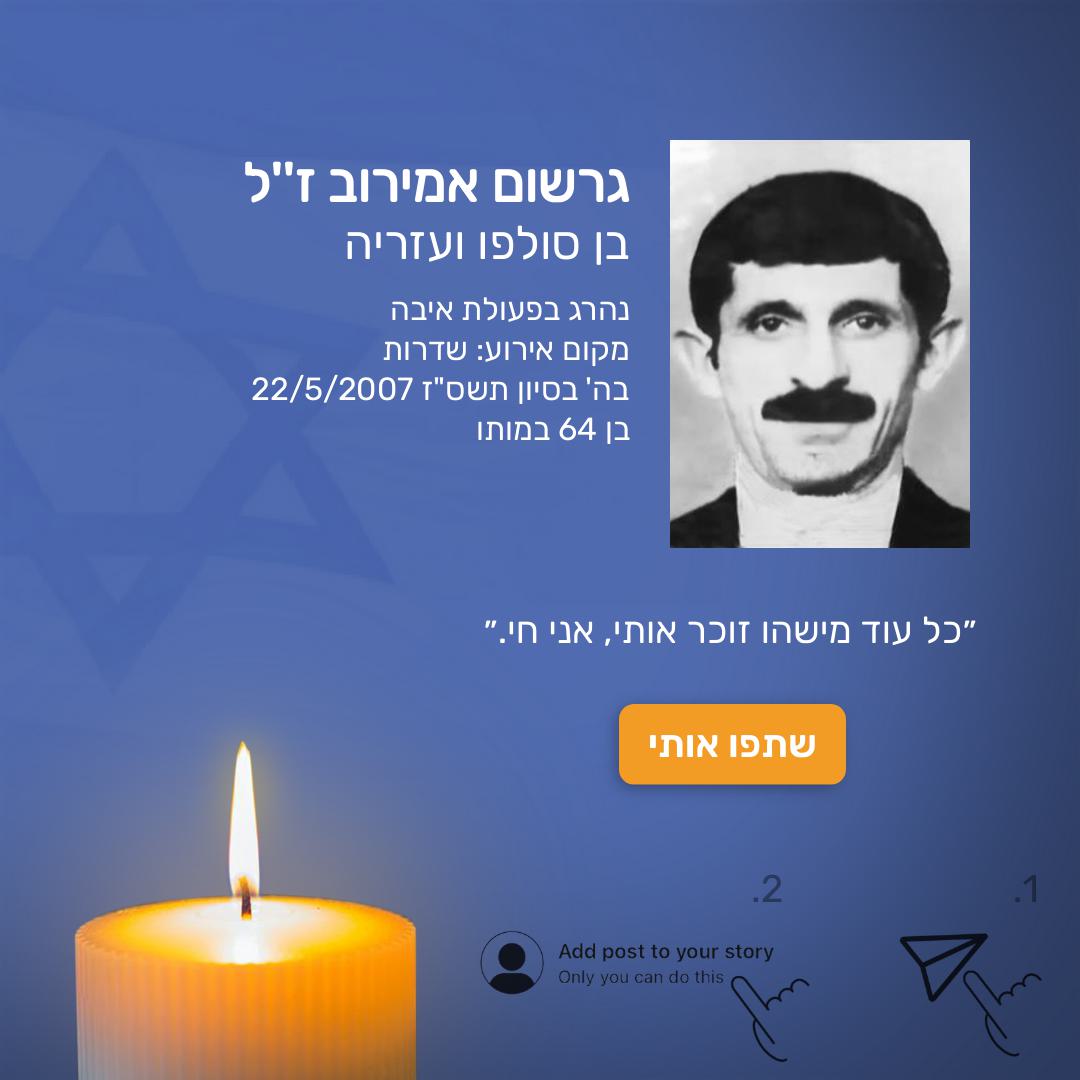 גרשום אמירוב ז"ל
בן סולפו ועזריה
נהרג בפעולת איבה
מקום אירוע: שדרות
בה' בסיון תשס"ז 22/5/2007
בן 64 במותו
״כל עוד מישהו זוכר אותי, אני חי.״
שתפו אותי
1.
2.
Add post to your story
Only you can do this